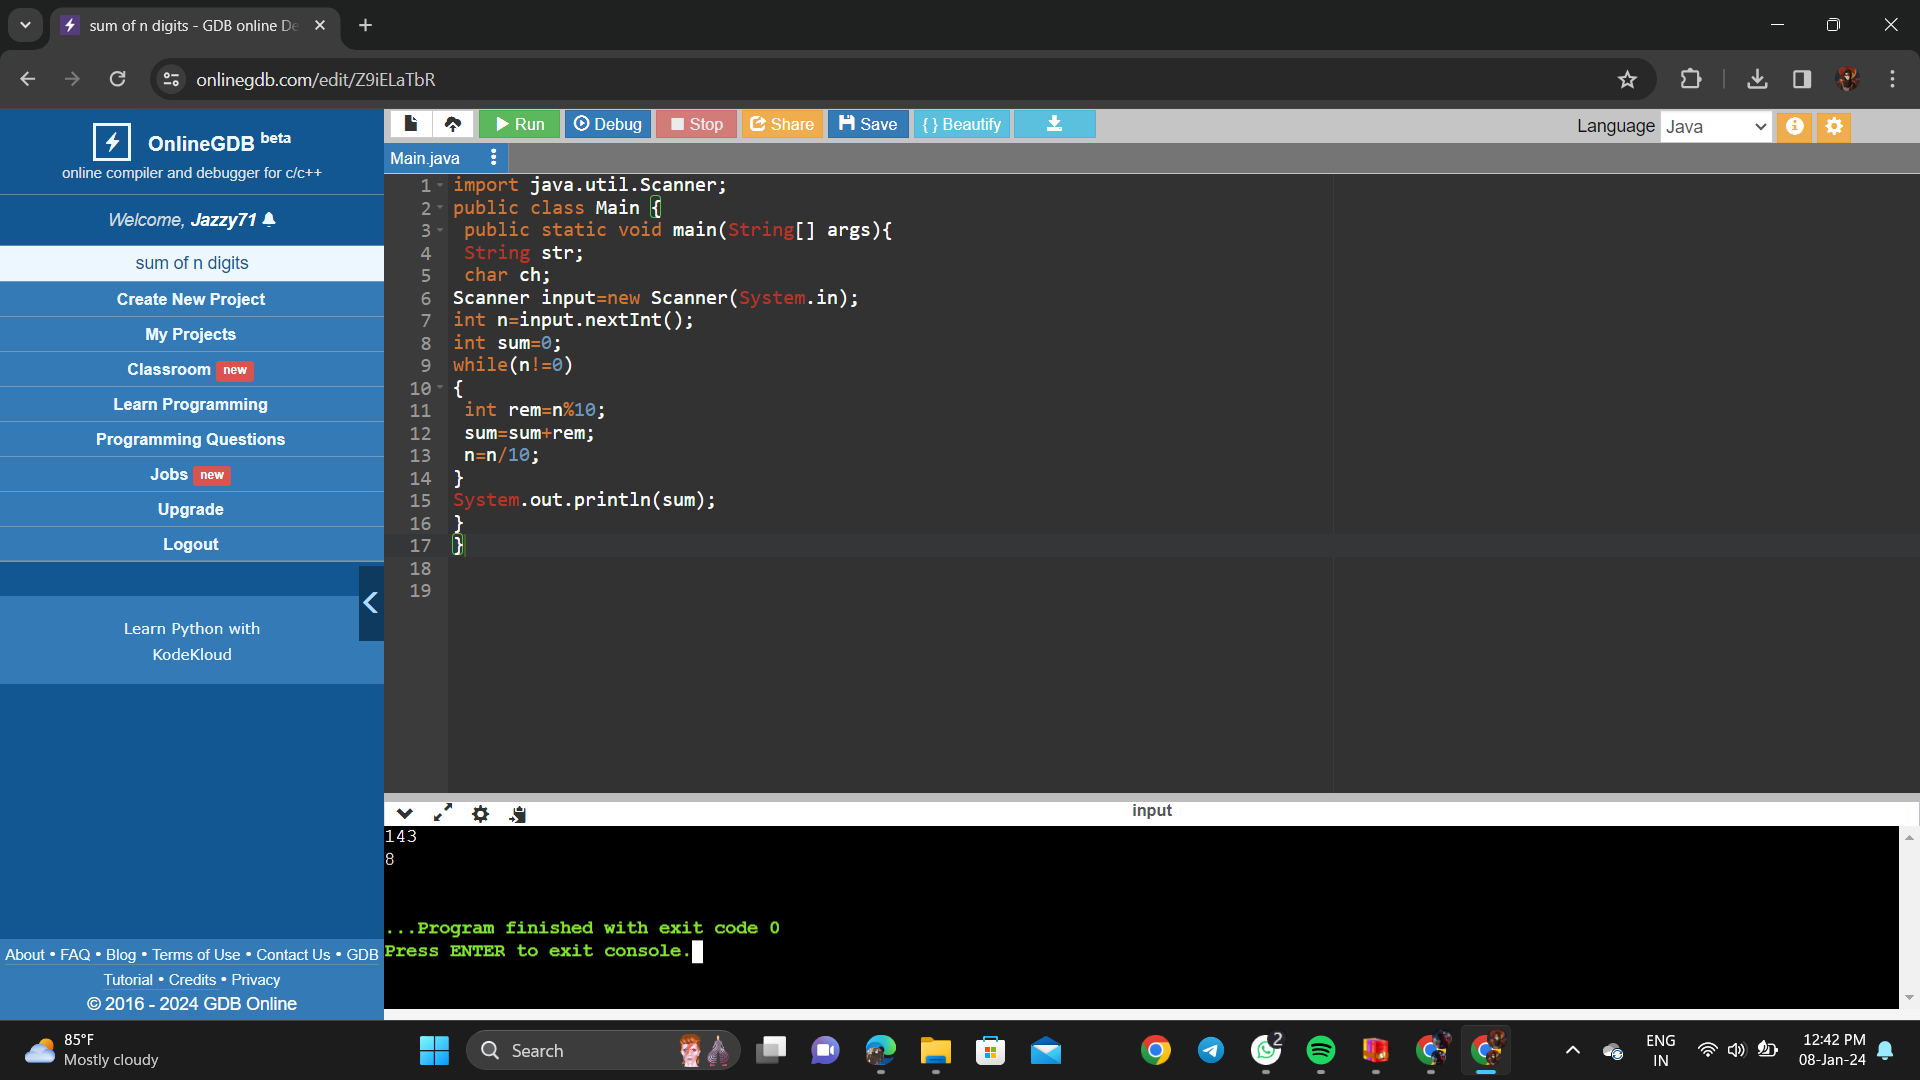 sum of n digits - GDB online De
onlinegdb.com/edit/Z9iELaTbR
OnlineGDB beta
online compiler and debugger for c/c++
Welcome, Jazzy71
sum of n digits
Create New Project
My Projects
Classroom new
Learn Programming
Programming Questions
Jobs new
Upgrade
Logout
Learn Python with
KodeKloud
About • FAQ • Blog • Terms of Use • Contact Us • GDB
Tutorial • Credits • Privacy
© 2016 - 2024 GDB Online
Run Debug Stop Share Save { } Beautify
Language Java
Main.java
1 import java.util.Scanner;
2 public class Main {
3 public static void main(String[] args){
4 String str;
5 char ch;
6 Scanner input=new Scanner(System.in);
7 int n=input.nextInt();
8 int sum=0;
9 while(n!=0)
10 {
11 int rem=n%10;
12 sum=sum+rem;
13 n=n/10;
14 }
15 System.out.println(sum);
16 }
17 }
18
19
input
143
8
...Program finished with exit code 0
Press ENTER to exit console.
85°F
Mostly cloudy
Search
2
ENG
IN
12:42 PM
08-Jan-24